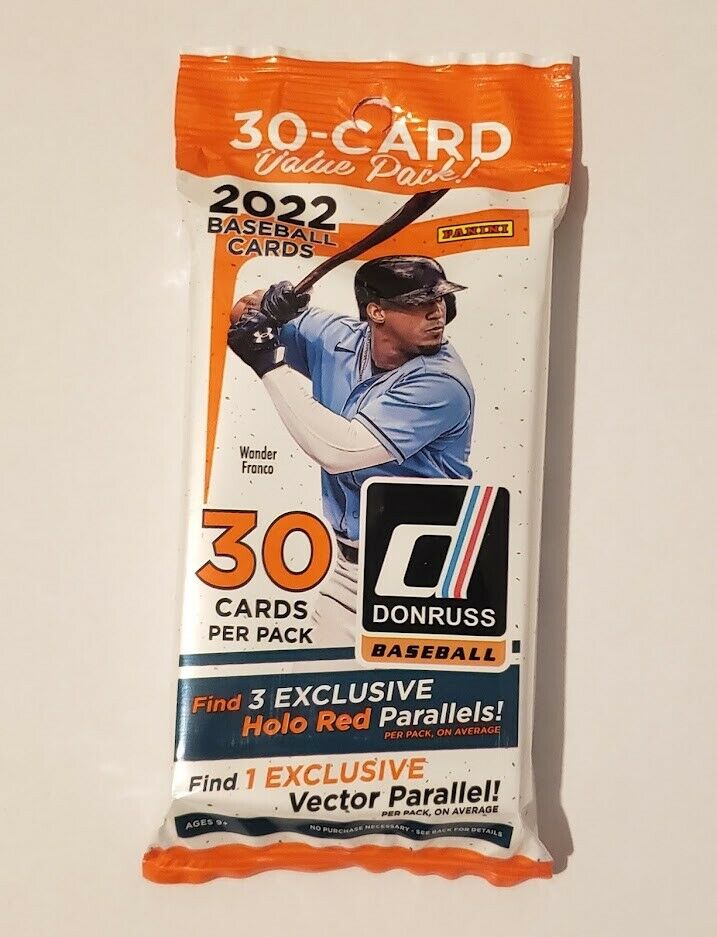 30-CARD
Value Pack!
2022
BASEBALL
CARDS
PANINI
Wander
Franco
30
CARDS
PER PACK
d
DONRUSS
BASEBALL
Find 3 EXCLUSIVE
Holo Red Parallels!
PER PACK, ON AVERAGE
Find 1 EXCLUSIVE
Vector Parallel!
PER PACK, ON AVERAGE
AGES 9+
NO PURCHASE NECESSARY - SEE BACK FOR DETAILS